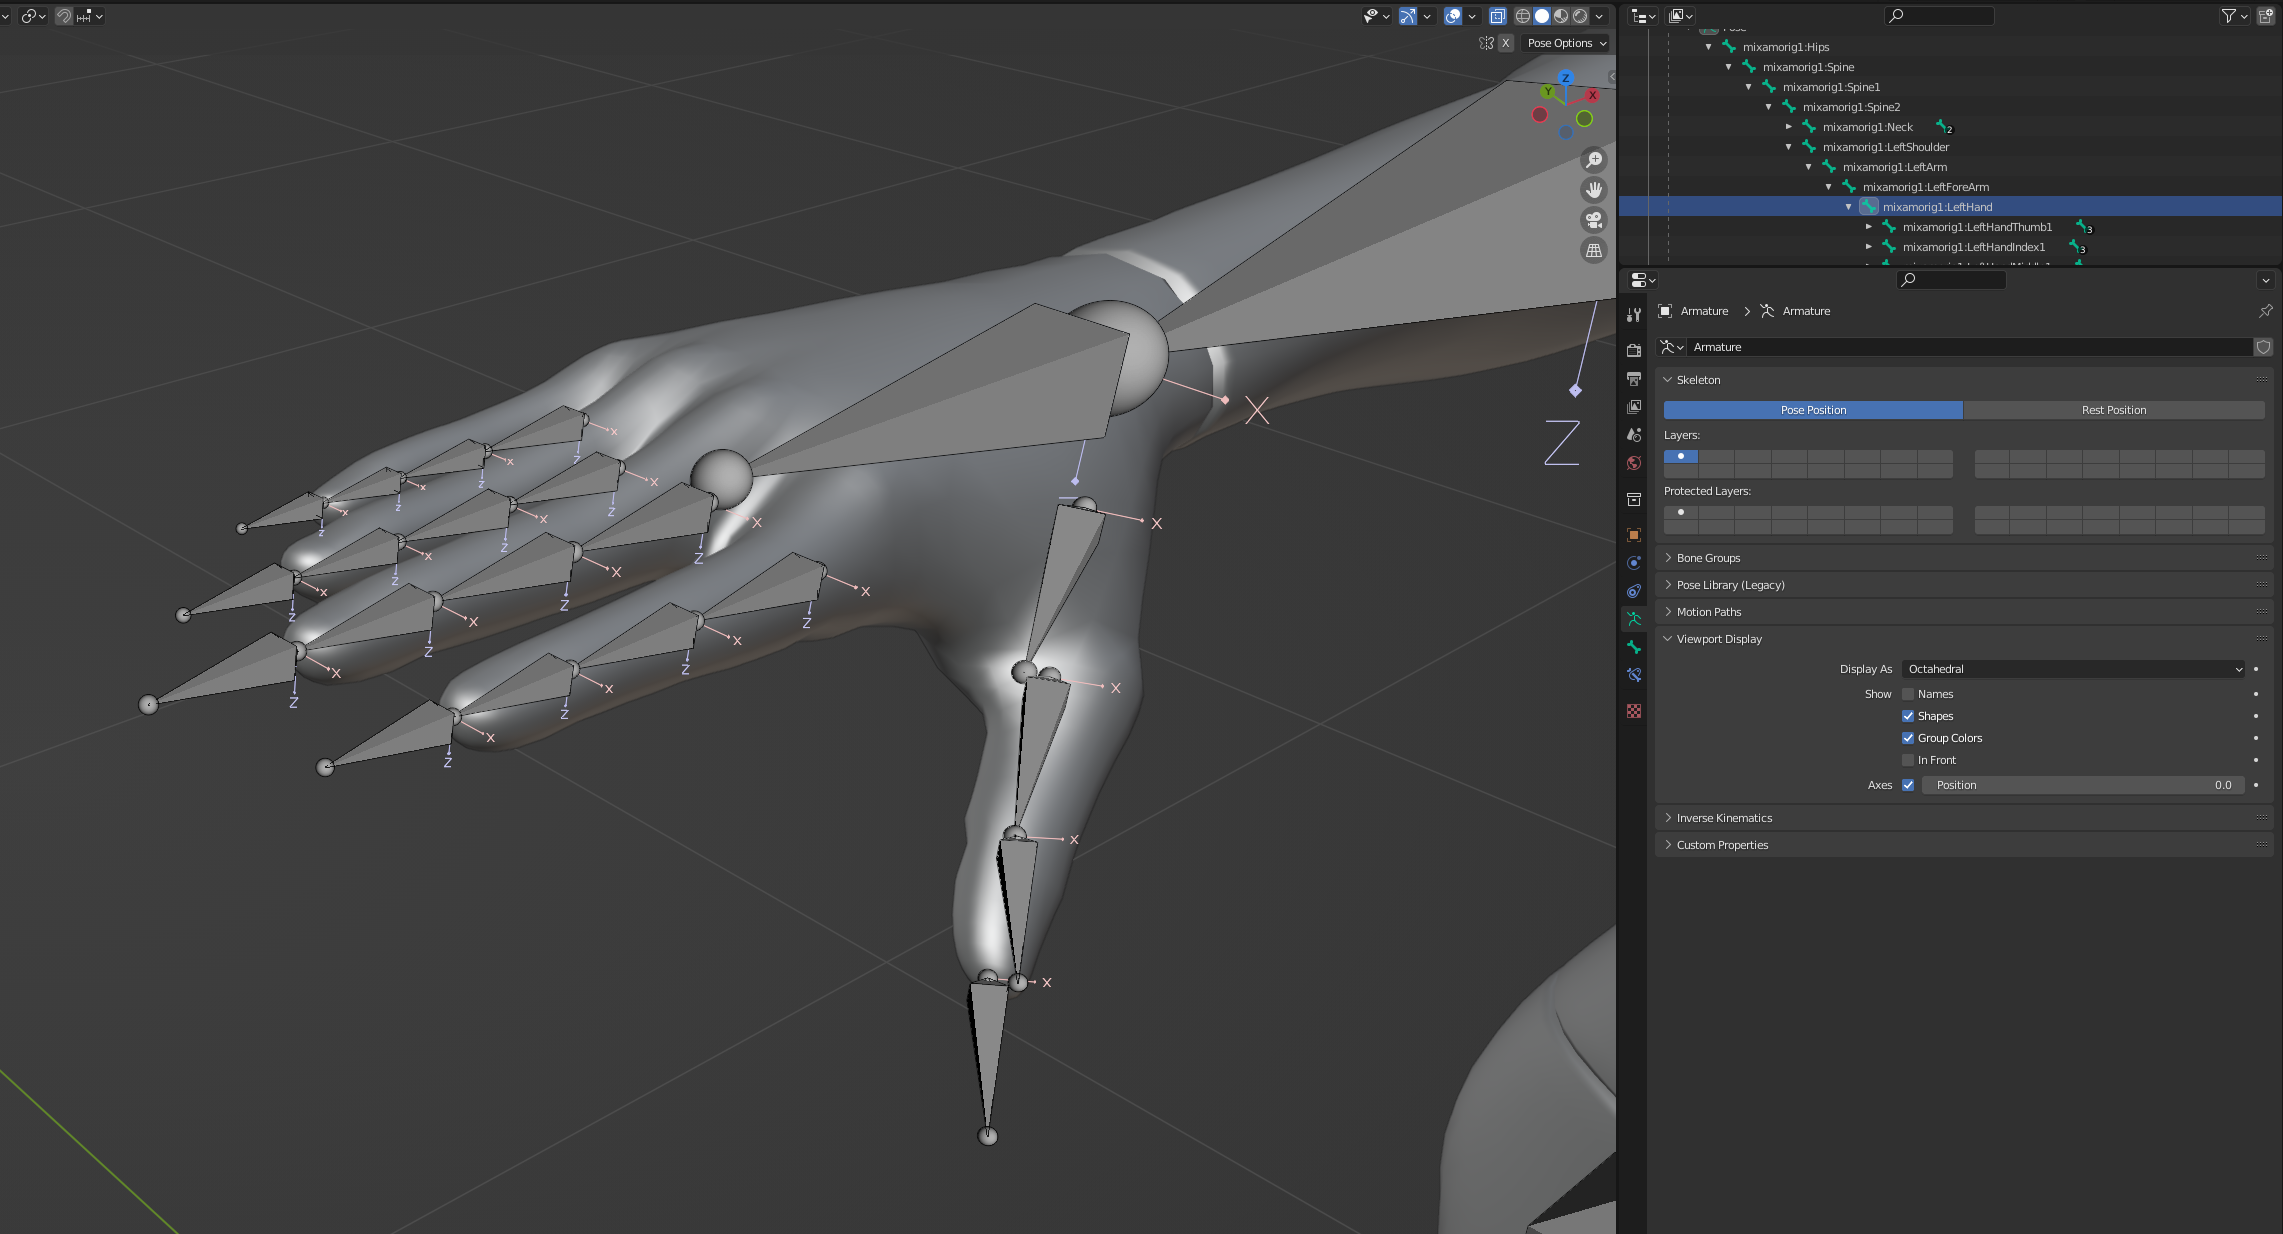 X Pose Options
Z
Y
X
mixamorig1:Hips
mixamorig1:Spine
mixamorig1:Spine1
mixamorig1:Spine2
mixamorig1:Neck 2
mixamorig1:LeftShoulder
mixamorig1:LeftArm
mixamorig1:LeftForeArm
mixamorig1:LeftHand
mixamorig1:LeftHandThumb1 3
mixamorig1:LeftHandIndex1 3
Armature > Armature
Armature
Skeleton
Pose Position Rest Position
Layers:
Protected Layers:
Bone Groups
Pose Library (Legacy)
Motion Paths
Viewport Display
Display As Octahedral
Show Names
Shapes
Group Colors
In Front
Axes Position 0.0
Inverse Kinematics
Custom Properties
X
Z
X
Z
X
Z
X
Z
X
Z
X
Z
X
Z
X
Z
X
Z
X
Z
X
Z
X
Z
X
Z
X
Z
X
Z
X
Z
X
Z
X
X
X
X